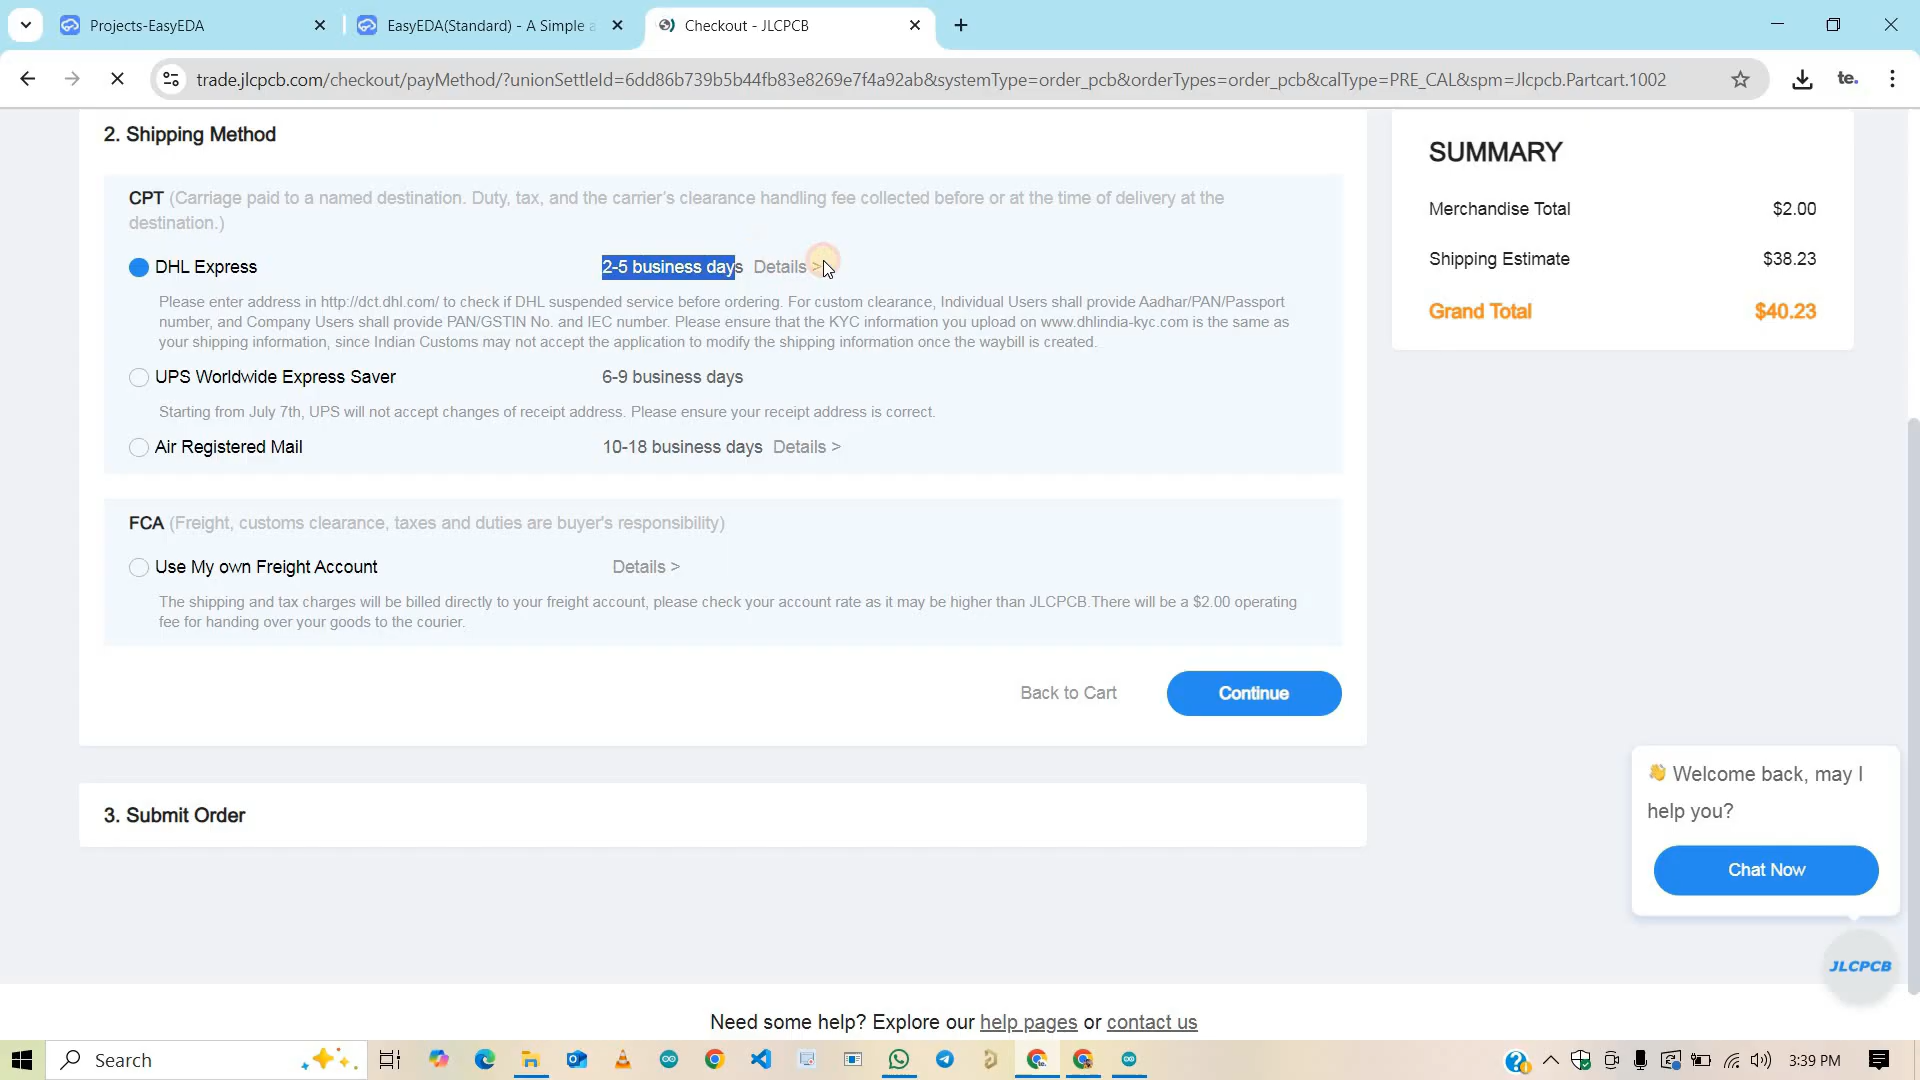 Projects-EasyEDA
EasyEDA(Standard) - A Simple a
Checkout - JLCPCB
trade.jlcpcb.com/checkout/payMethod/?unionSettleId=6dd86b739b5b44fb83e8269e7f4a92ab&systemType=order_pcb&orderTypes=order_pcb&calType=PRE_CAL&spm=Jlcpcb.Partcart.1002
te.
2. Shipping Method
CPT (Carriage paid to a named destination. Duty, tax, and the carrier's clearance handling fee collected before or at the time of delivery at the
destination.)
DHL Express 2-5 business days Details >
Please enter address in http://dct.dhl.com/ to check if DHL suspended service before ordering. For custom clearance, Individual Users shall provide Aadhar/PAN/Passport
number, and Company Users shall provide PAN/GSTIN No. and IEC number. Please ensure that the KYC information you upload on www.dhlindia-kyc.com is the same as
your shipping information, since Indian Customs may not accept the application to modify the shipping information once the waybill is created.
UPS Worldwide Express Saver 6-9 business days
Starting from July 7th, UPS will not accept changes of receipt address. Please ensure your receipt address is correct.
Air Registered Mail 10-18 business days Details >
FCA (Freight, customs clearance, taxes and duties are buyer's responsibility)
Use My own Freight Account Details >
The shipping and tax charges will be billed directly to your freight account, please check your account rate as it may be higher than JLCPCB.There will be a $2.00 operating
fee for handing over your goods to the courier.
Back to Cart
Continue
3. Submit Order
SUMMARY
Merchandise Total $2.00
Shipping Estimate $38.23
Grand Total $40.23
👋 Welcome back, may I
help you?
Chat Now
JLCPCB
Need some help? Explore our help pages or contact us
Search
3:39 PM